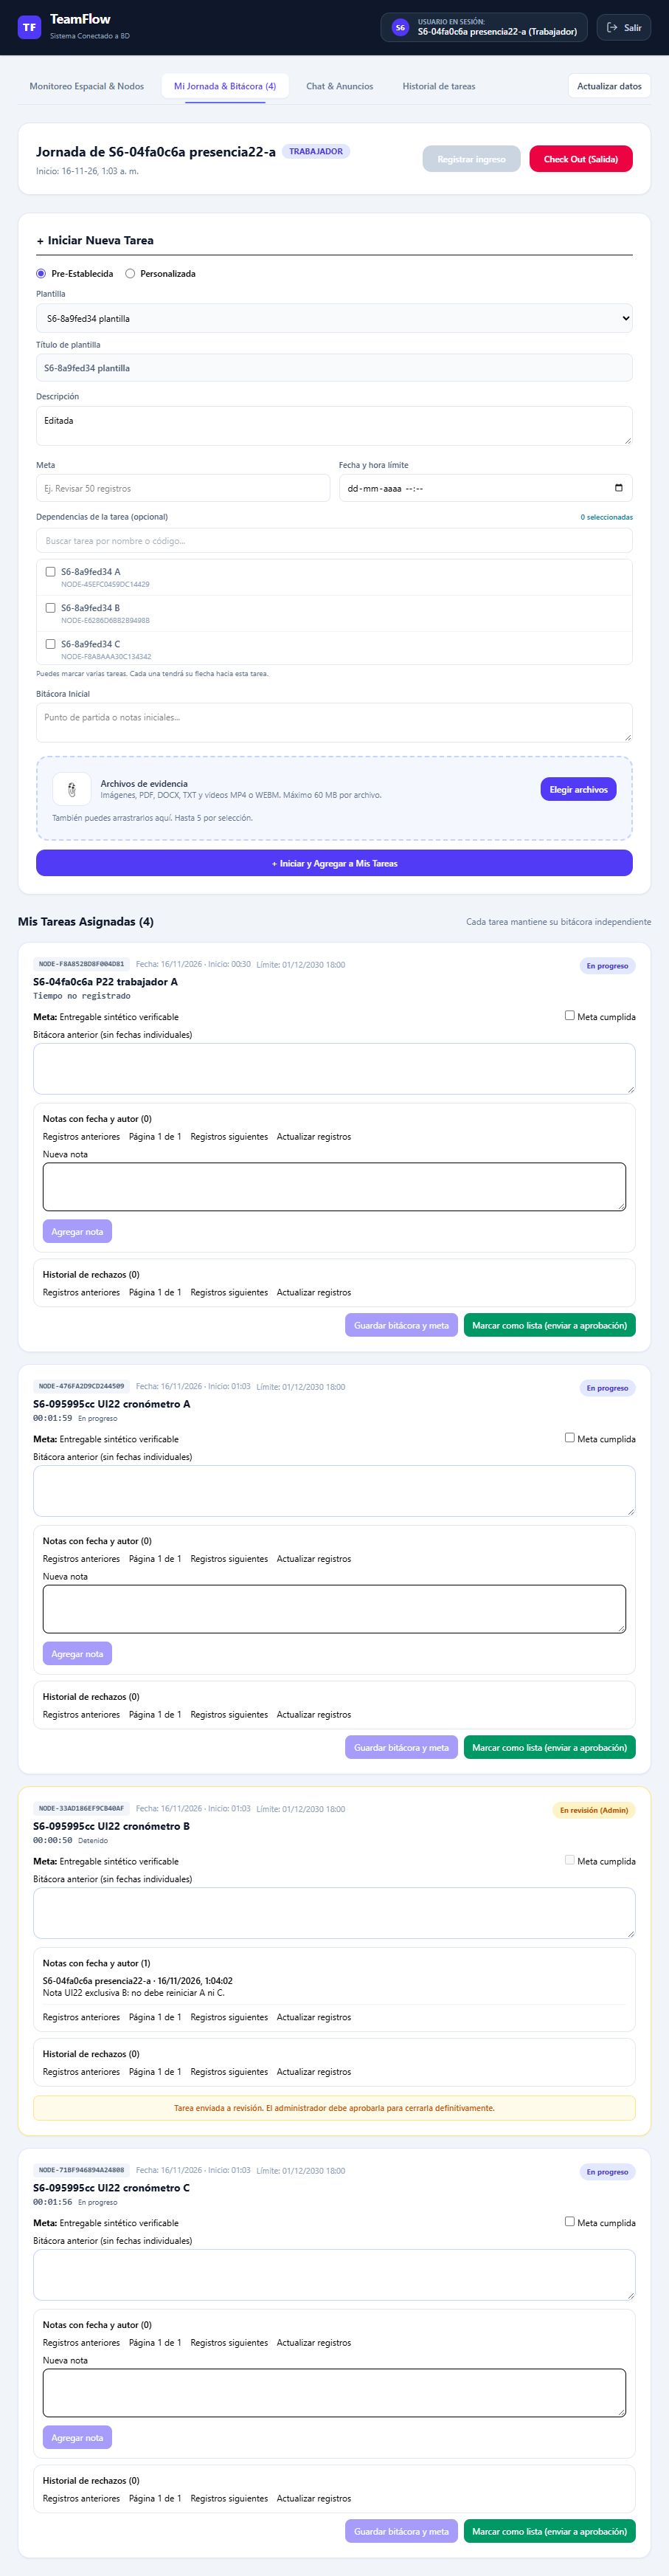 TF
TeamFlow
Sistema Conectado a BD
S6
USUARIO EN SESIÓN:
S6-04fa0c6a presencia22-a (Trabajador)
Salir
Monitoreo Espacial & Nodos
Mi Jornada & Bitácora (4)
Chat & Anuncios
Historial de tareas
Actualizar datos
Jornada de S6-04fa0c6a presencia22-a
TRABAJADOR
Inicio: 16-11-26, 1:03 a. m.
Registrar ingreso
Check Out (Salida)
+ Iniciar Nueva Tarea
Pre-Establecida
Personalizada
Plantilla
S6-8a9fed34 plantilla
Título de plantilla
S6-8a9fed34 plantilla
Descripción
Editada
Meta
Fecha y hora límite
Ej. Revisar 50 registros
dd-mm-aaaa --:--
Dependencias de la tarea (opcional)
0 seleccionadas
Buscar tarea por nombre o código...
S6-8a9fed34 A
NODE-45EFC0459DC14429
S6-8a9fed34 B
NODE-E6286D6B82B9498B
S6-8a9fed34 C
NODE-F8A8AAA30C134342
Puedes marcar varias tareas. Cada una tendrá su flecha hacia esta tarea.
Bitácora Inicial
Punto de partida o notas iniciales...
Archivos de evidencia
Imágenes, PDF, DOCX, TXT y videos MP4 o WEBM. Máximo 60 MB por archivo.
Elegir archivos
También puedes arrastrarlos aquí. Hasta 5 por selección.
+ Iniciar y Agregar a Mis Tareas
Mis Tareas Asignadas (4)
Cada tarea mantiene su bitácora independiente
NODE-F8A852BD8F004D81 Fecha: 16/11/2026 · Inicio: 00:30 Límite: 01/12/2030 18:00
En progreso
S6-04fa0c6a P22 trabajador A
Tiempo no registrado
Meta: Entregable sintético verificable
Meta cumplida
Bitácora anterior (sin fechas individuales)
Notas con fecha y autor (0)
Registros anteriores Página 1 de 1 Registros siguientes Actualizar registros
Nueva nota
Agregar nota
Historial de rechazos (0)
Registros anteriores Página 1 de 1 Registros siguientes Actualizar registros
Guardar bitácora y meta
Marcar como lista (enviar a aprobación)
NODE-476FA2D9CD244509 Fecha: 16/11/2026 · Inicio: 01:03 Límite: 01/12/2030 18:00
En progreso
S6-095995cc UI22 cronómetro A
00:01:59 En progreso
Meta: Entregable sintético verificable
Meta cumplida
Bitácora anterior (sin fechas individuales)
Notas con fecha y autor (0)
Registros anteriores Página 1 de 1 Registros siguientes Actualizar registros
Nueva nota
Agregar nota
Historial de rechazos (0)
Registros anteriores Página 1 de 1 Registros siguientes Actualizar registros
Guardar bitácora y meta
Marcar como lista (enviar a aprobación)
NODE-33AD186EF9CB40AF Fecha: 16/11/2026 · Inicio: 01:03 Límite: 01/12/2030 18:00
En revisión (Admin)
S6-095995cc UI22 cronómetro B
00:00:50 Detenido
Meta: Entregable sintético verificable
Meta cumplida
Bitácora anterior (sin fechas individuales)
Notas con fecha y autor (1)
S6-04fa0c6a presencia22-a · 16/11/2026, 1:04:02
Nota UI22 exclusiva B: no debe reiniciar A ni C.
Registros anteriores Página 1 de 1 Registros siguientes Actualizar registros
Historial de rechazos (0)
Registros anteriores Página 1 de 1 Registros siguientes Actualizar registros
Tarea enviada a revisión. El administrador debe aprobarla para cerrarla definitivamente.
NODE-71BF946894A24808 Fecha: 16/11/2026 · Inicio: 01:03 Límite: 01/12/2030 18:00
En progreso
S6-095995cc UI22 cronómetro C
00:01:56 En progreso
Meta: Entregable sintético verificable
Meta cumplida
Bitácora anterior (sin fechas individuales)
Notas con fecha y autor (0)
Registros anteriores Página 1 de 1 Registros siguientes Actualizar registros
Nueva nota
Agregar nota
Historial de rechazos (0)
Registros anteriores Página 1 de 1 Registros siguientes Actualizar registros
Guardar bitácora y meta
Marcar como lista (enviar a aprobación)